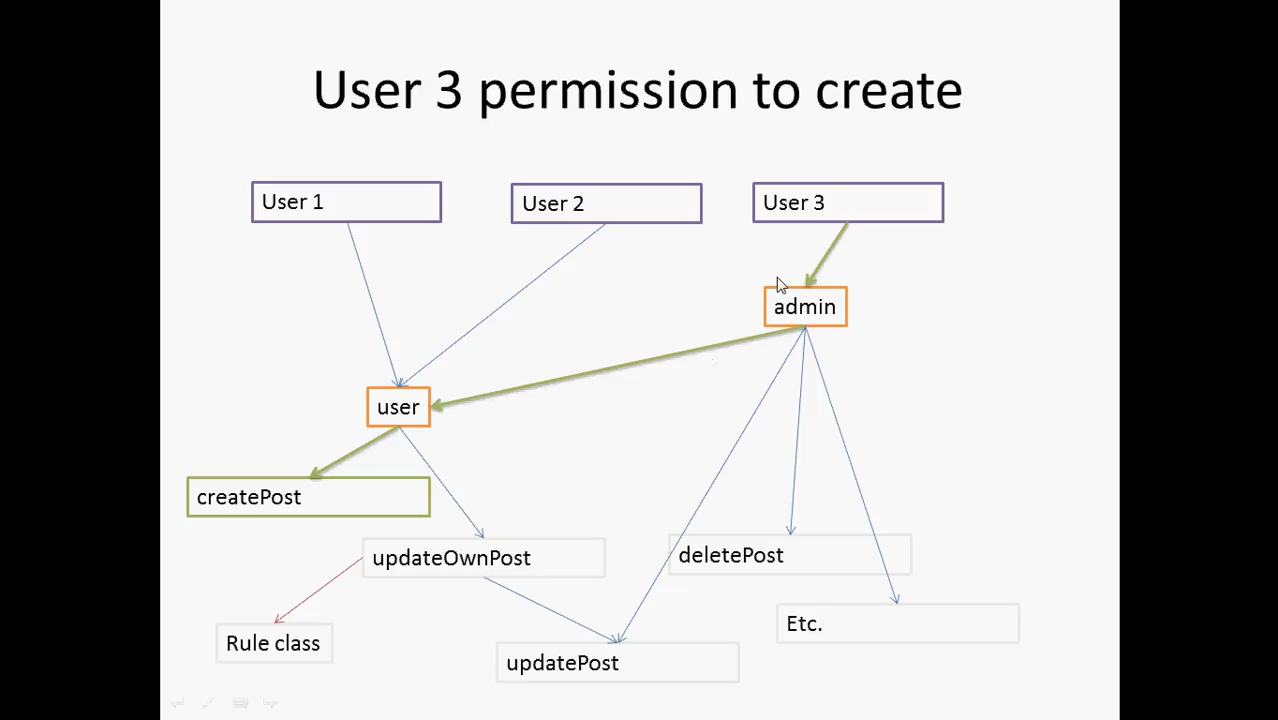 User 3 permission to create
User 1
User 2
User 3
admin
user
createPost
updateOwnPost
deletePost
Etc.
Rule class
updatePost